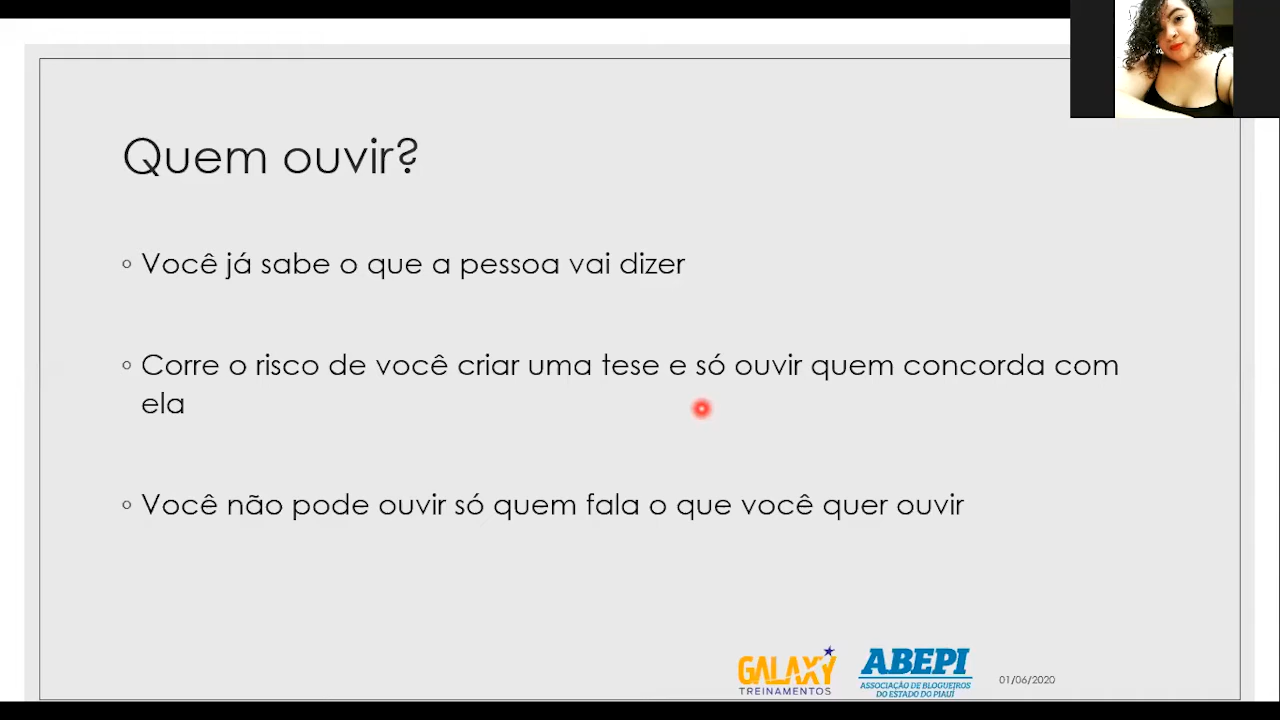 Quem ouvir?
Você já sabe o que a pessoa vai dizer
Corre o risco de você criar uma tese e só ouvir quem concorda com
ela
Você não pode ouvir só quem fala o que você quer ouvir
GALAXY
TREINAMENTOS
ABEPI
ASSOCIAÇÃO DE BLOGUEIROS
DO ESTADO DO PIAUÍ
01/06/2020